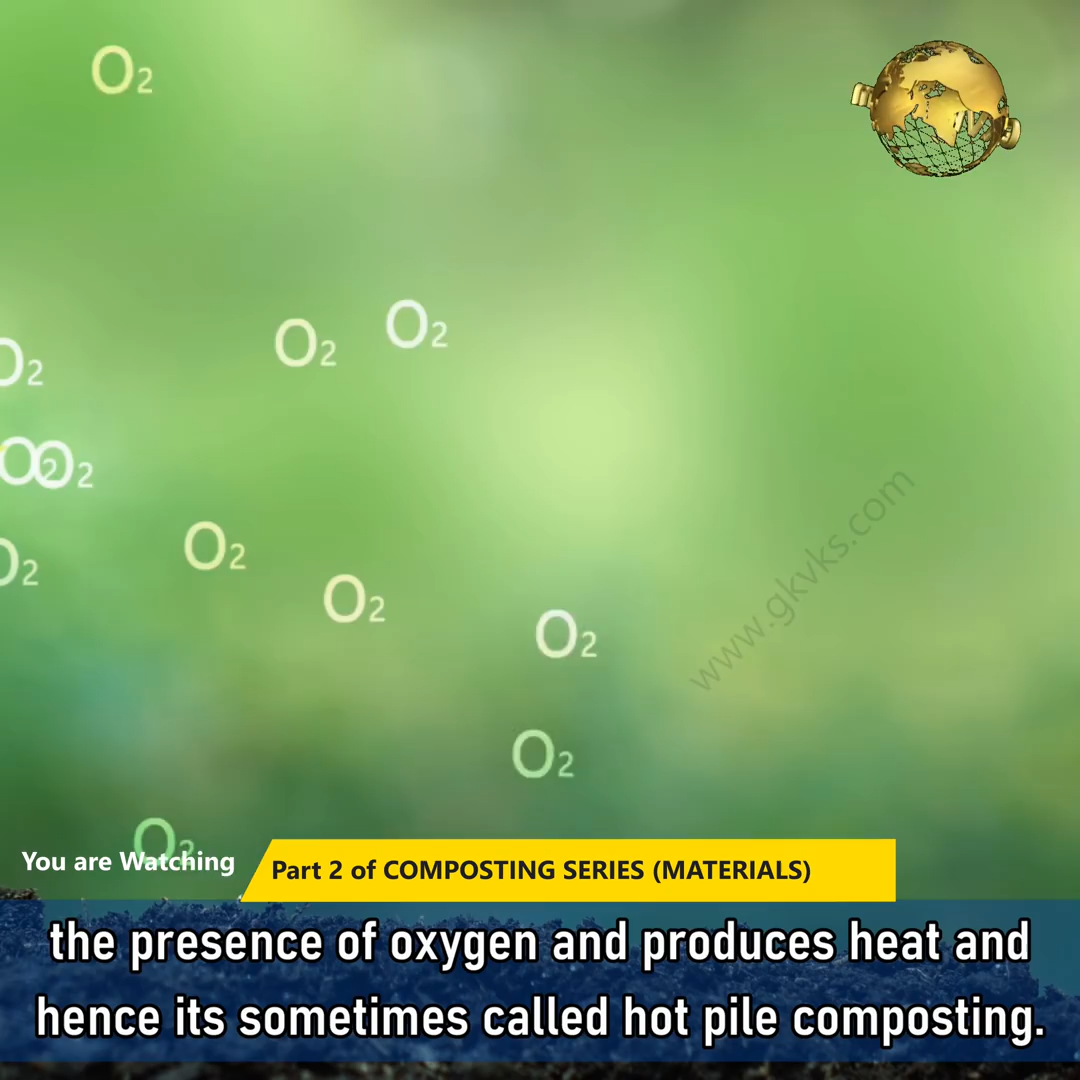 O2
O2
O2
O2
O2 O2
O2
O2
O2
O2
O2
O2
www.gkvks.com
You are Watching
Part 2 of COMPOSTING SERIES (MATERIALS)
the presence of oxygen and produces heat and
hence its sometimes called hot pile composting.